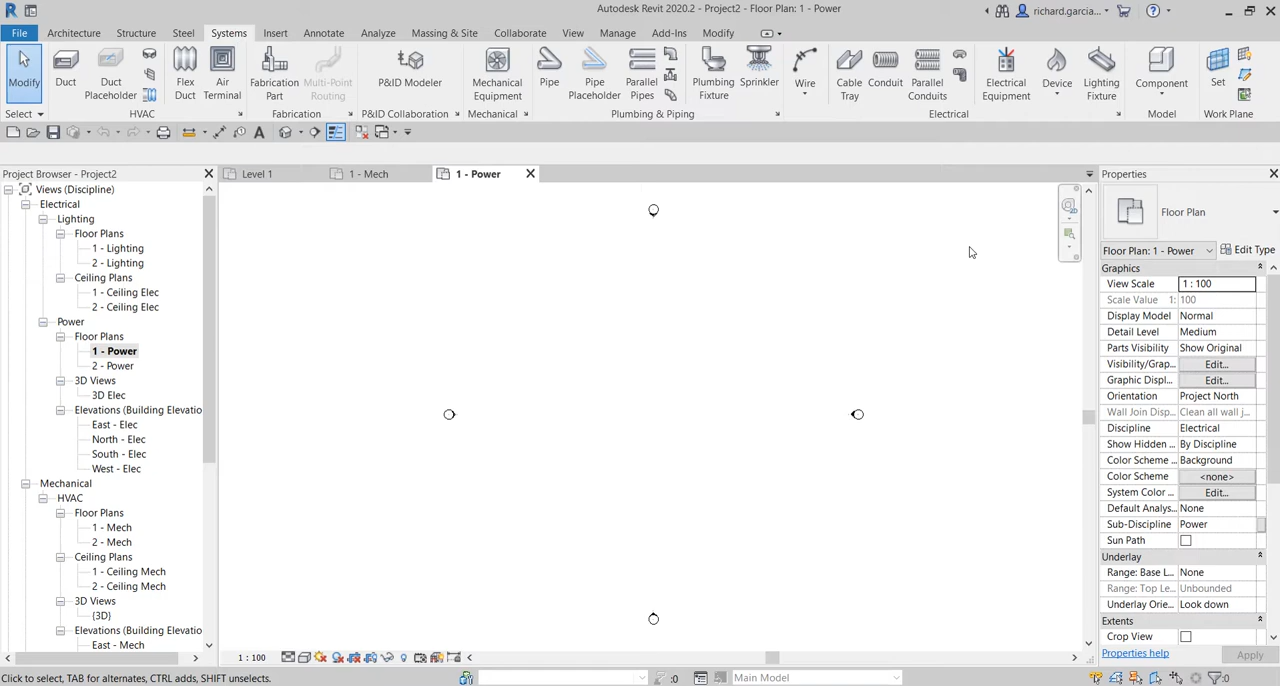 Autodesk Revit 2020.2 - Project2 - Floor Plan: 1 - Power
richard.garcia...
File Architecture Structure Steel Systems Insert Annotate Analyze Massing & Site Collaborate View Manage Add-Ins Modify
Modify
Duct
Duct
Placeholder
Flex
Duct
Air
Terminal
Fabrication
Part
Multi-Point
Routing
P&ID Modeler
Mechanical
Equipment
Pipe
Pipe
Placeholder
Parallel
Pipes
Plumbing
Fixture
Sprinkler
Wire
Cable
Tray
Conduit
Parallel
Conduits
Electrical
Equipment
Device
Lighting
Fixture
Component
Set
Select HVAC Fabrication P&ID Collaboration Mechanical Plumbing & Piping Electrical Model Work Plane
Project Browser - Project2
Views (Discipline)
Electrical
Lighting
Floor Plans
1 - Lighting
2 - Lighting
Ceiling Plans
1 - Ceiling Elec
2 - Ceiling Elec
Power
Floor Plans
1 - Power
2 - Power
3D Views
3D Elec
Elevations (Building Elevatio
East - Elec
North - Elec
South - Elec
West - Elec
Mechanical
HVAC
Floor Plans
1 - Mech
2 - Mech
Ceiling Plans
1 - Ceiling Mech
2 - Ceiling Mech
3D Views
{3D}
Elevations (Building Elevatio
East - Mech
Level 1 1 - Mech 1 - Power
1 : 100
Properties
Floor Plan
Floor Plan: 1 - Power Edit Type
Graphics
View Scale 1 : 100
Scale Value 1: 100
Display Model Normal
Detail Level Medium
Parts Visibility Show Original
Visibility/Grap... Edit...
Graphic Displ... Edit...
Orientation Project North
Wall Join Disp... Clean all wall j...
Discipline Electrical
Show Hidden ... By Discipline
Color Scheme ... Background
Color Scheme <none>
System Color ... Edit...
Default Analys... None
Sub-Discipline Power
Sun Path
Underlay
Range: Base L... None
Range: Top Le... Unbounded
Underlay Orie... Look down
Extents
Crop View
Properties help Apply
Click to select, TAB for alternates, CTRL adds, SHIFT unselects.
:0
Main Model
:0